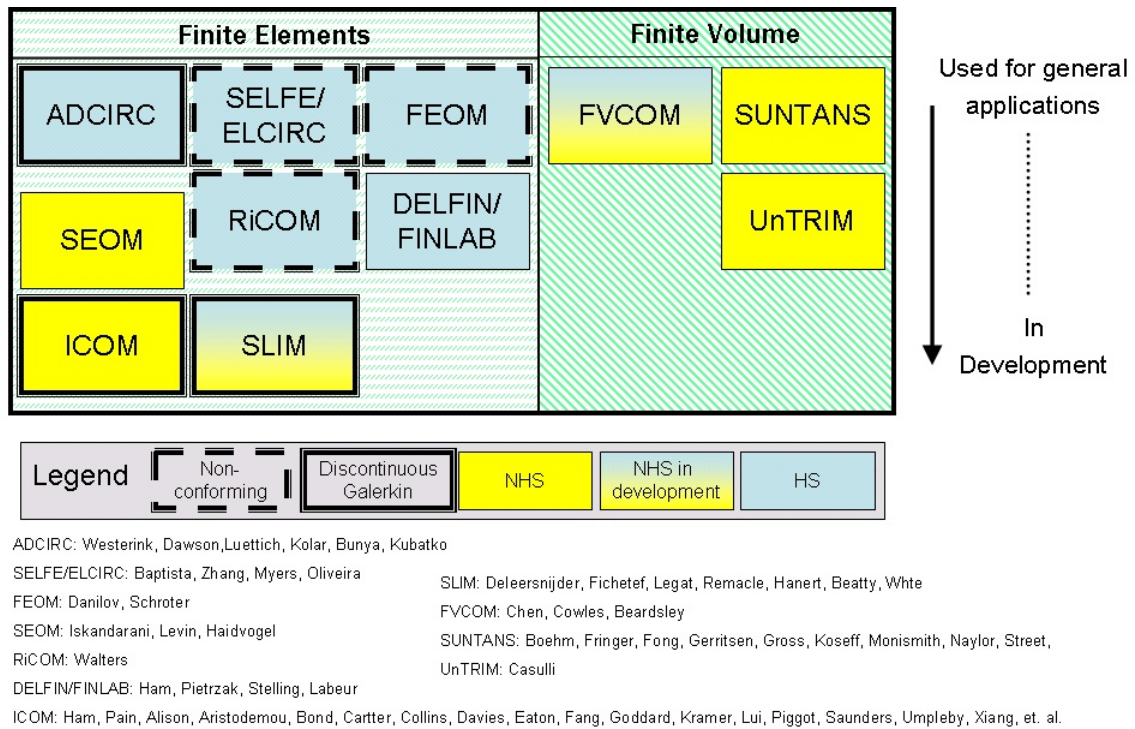 Finite Elements
Finite Volume
Used for general
applications
ADCIRC
SELFE/
ELCIRC
FEOM
FVCOM
SUNTANS
SEOM
RiCOM
DELFIN/
FINLAB
UnTRIM
ICOM
SLIM
In
Development
Legend
Non-
conforming
Discontinuous
Galerkin
NHS
NHS in
development
HS
ADCIRC: Westerink, Dawson,Luettich, Kolar, Bunya, Kubatko
SELFE/ELCIRC: Baptista, Zhang, Myers, Oliveira
FEOM: Danilov, Schroter
SEOM: Iskandarani, Levin, Haidvogel
RiCOM: Walters
DELFIN/FINLAB: Ham, Pietrzak, Stelling, Labeur
SLIM: Deleersnijder, Fichetef, Legat, Remacle, Hanert, Beatty, Whte
FVCOM: Chen, Cowles, Beardsley
SUNTANS: Boehm, Fringer, Fong, Gerritsen, Gross, Koseff, Monismith, Naylor, Street,
UnTRIM: Casulli
ICOM: Ham, Pain, Alison, Aristodemou, Bond, Cartter, Collins, Davies, Eaton, Fang, Goddard, Kramer, Lui, Piggot, Saunders, Umpleby, Xiang, et. al.